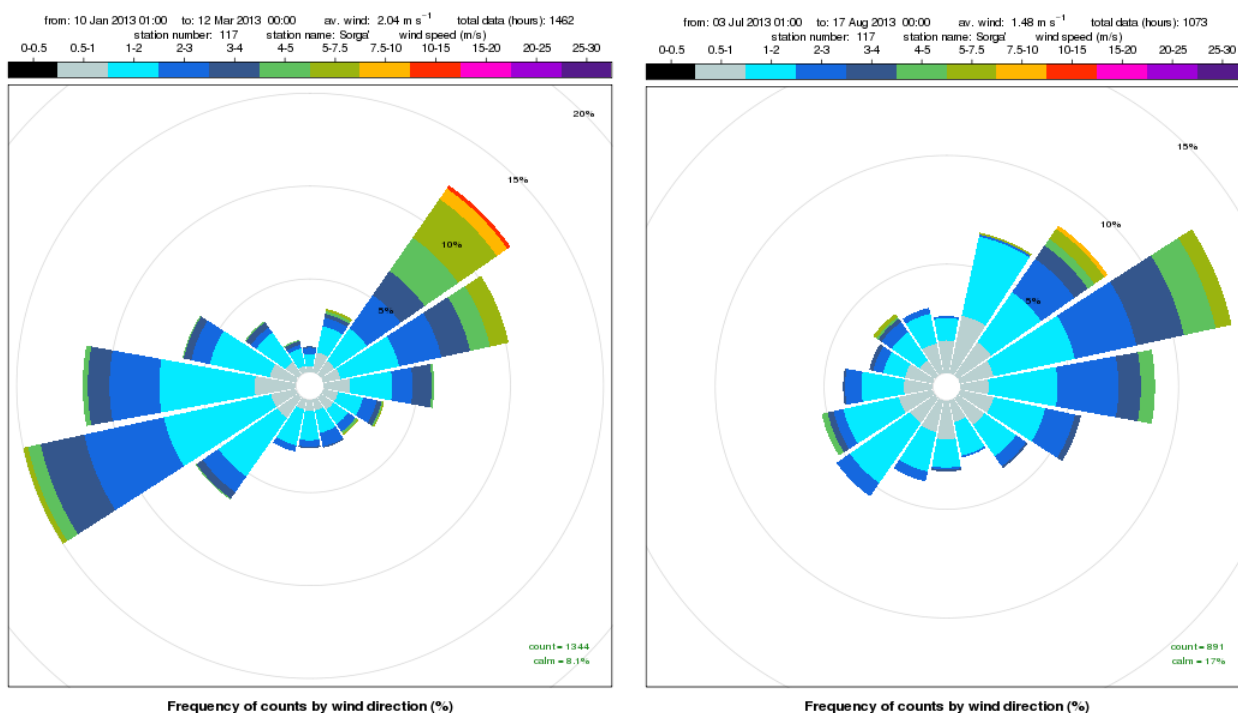 from: 10 Jan 2013 01:00 to: 12 Mar 2013 00:00 av. wind: 2.04 m s⁻¹ total data (hours): 1462
station number: 117 station name: Sorga' wind speed (m/s)
0-0.5 0.5-1 1-2 2-3 3-4 4-5 5-7.5 7.5-10 10-15 15-20 20-25 25-30
20%
15%
10%
5%
count = 1344
calm = 8.1%
Frequency of counts by wind direction (%)
from: 03 Jul 2013 01:00 to: 17 Aug 2013 00:00 av. wind: 1.48 m s⁻¹ total data (hours): 1073
station number: 117 station name: Sorga' wind speed (m/s)
0-0.5 0.5-1 1-2 2-3 3-4 4-5 5-7.5 7.5-10 10-15 15-20 20-25 25-30
15%
10%
5%
count = 891
calm = 17%
Frequency of counts by wind direction (%)